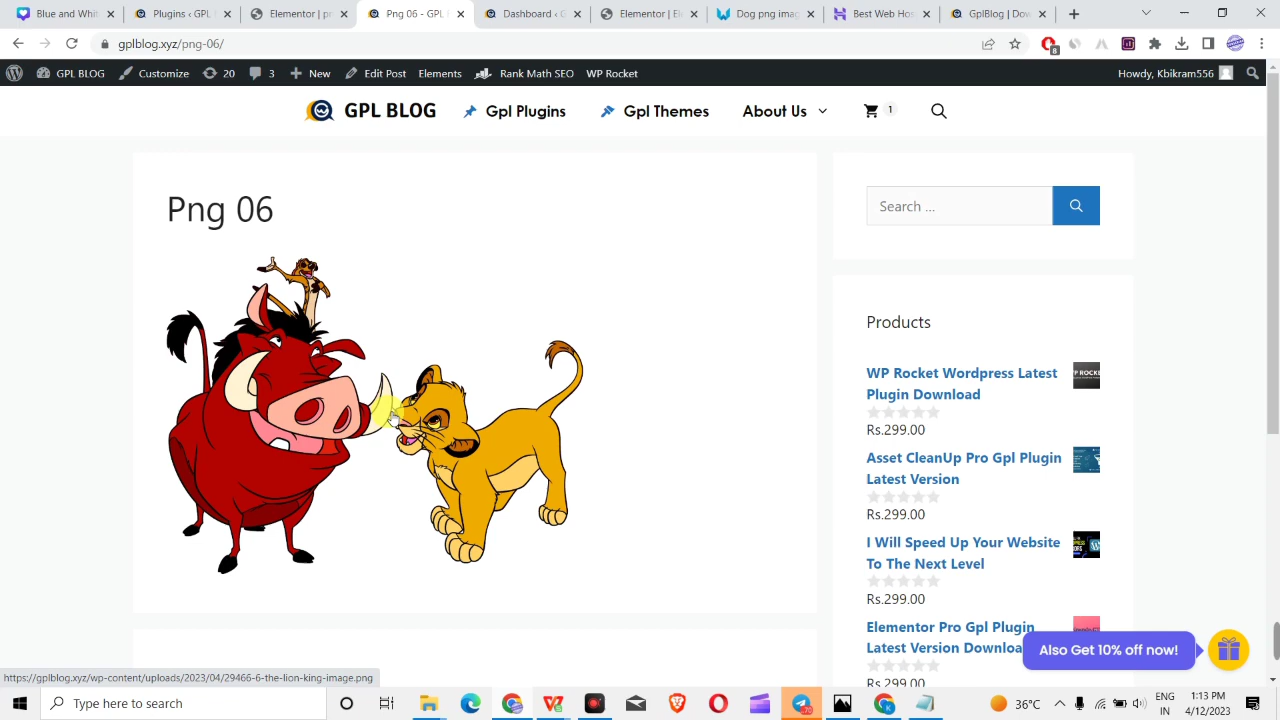 Blue and White Mi
Plugins ‹ GPL BLO
Elementor | Eleme
Png 06 - GPL B
Dashboard ‹ G
Elementor | El
Dog png imag
Best Web Hos
Gplblog | Dow
gplblog.xyz/png-06/
8
GPL BLOG
Customize
20
3
New
Edit Post
Elements
Rank Math SEO
WP Rocket
Howdy, Kbikram556
GPL BLOG
Gpl Plugins
Gpl Themes
About Us
1
Png 06
Search ...
Products
WP Rocket Wordpress Latest
Plugin Download
Rs.299.00
Asset CleanUp Pro Gpl Plugin
Latest Version
Rs.299.00
I Will Speed Up Your Website
To The Next Level
Rs.299.00
Elementor Pro Gpl Plugin
Latest Version Downloa
Rs.299.00
Also Get 10% off now!
https://gplblog.xyz/wp-content/uploads/2023/04/29466-6-the-lion-king-image.png
Type here to search
36°C
ENG
IN
1:13 PM
4/12/2023